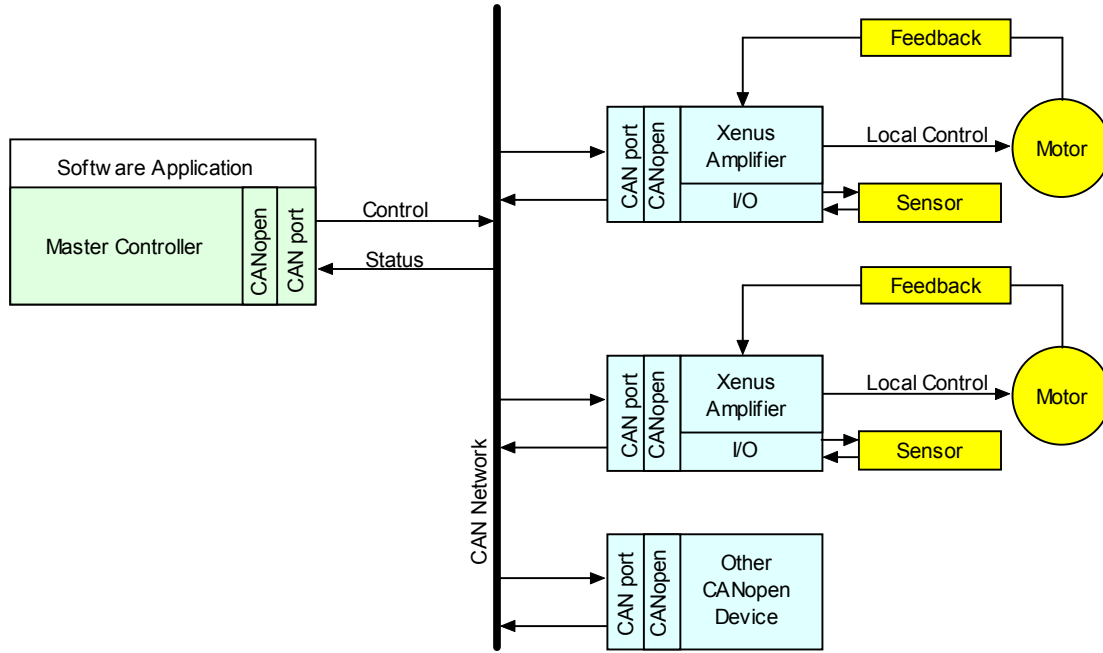 Software Application
Master Controller
CANopen
CAN port
Control
Status
CAN Network
Feedback
CAN port
CANopen
Xenus
Amplifier
I/O
Local Control
Motor
Sensor
Feedback
CAN port
CANopen
Xenus
Amplifier
I/O
Local Control
Motor
Sensor
CAN port
CANopen
Other
CANopen
Device